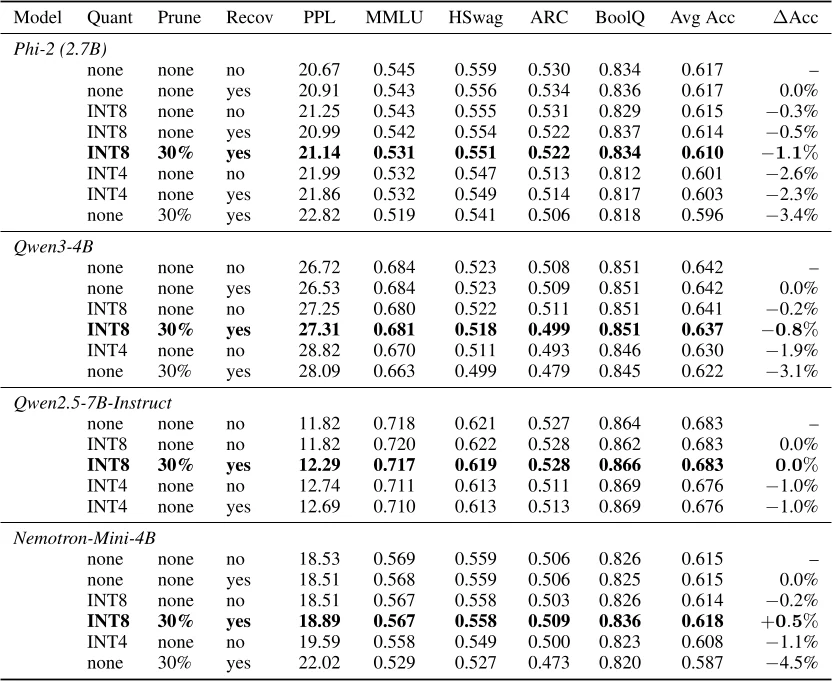 Model Quant Prune Recov PPL MMLU HSwag ARC BoolQ Avg Acc ΔAcc
Phi-2 (2.7B)
none none no 20.67 0.545 0.559 0.530 0.834 0.617 –
none none yes 20.91 0.543 0.556 0.534 0.836 0.617 0.0%
INT8 none no 21.25 0.543 0.555 0.531 0.829 0.615 −0.3%
INT8 none yes 20.99 0.542 0.554 0.522 0.837 0.614 −0.5%
INT8 30% yes 21.14 0.531 0.551 0.522 0.834 0.610 −1.1%
INT4 none no 21.99 0.532 0.547 0.513 0.812 0.601 −2.6%
INT4 none yes 21.86 0.532 0.549 0.514 0.817 0.603 −2.3%
none 30% yes 22.82 0.519 0.541 0.506 0.818 0.596 −3.4%
Qwen3-4B
none none no 26.72 0.684 0.523 0.508 0.851 0.642 –
none none yes 26.53 0.684 0.523 0.509 0.851 0.642 0.0%
INT8 none no 27.25 0.680 0.522 0.511 0.851 0.641 −0.2%
INT8 30% yes 27.31 0.681 0.518 0.499 0.851 0.637 −0.8%
INT4 none no 28.82 0.670 0.511 0.493 0.846 0.630 −1.9%
none 30% yes 28.09 0.663 0.499 0.479 0.845 0.622 −3.1%
Qwen2.5-7B-Instruct
none none no 11.82 0.718 0.621 0.527 0.864 0.683 –
INT8 none no 11.82 0.720 0.622 0.528 0.862 0.683 0.0%
INT8 30% yes 12.29 0.717 0.619 0.528 0.866 0.683 0.0%
INT4 none no 12.74 0.711 0.613 0.511 0.869 0.676 −1.0%
INT4 none yes 12.69 0.710 0.613 0.513 0.869 0.676 −1.0%
Nemotron-Mini-4B
none none no 18.53 0.569 0.559 0.506 0.826 0.615 –
none none yes 18.51 0.568 0.559 0.506 0.825 0.615 0.0%
INT8 none no 18.51 0.567 0.558 0.503 0.826 0.614 −0.2%
INT8 30% yes 18.89 0.567 0.558 0.509 0.836 0.618 +0.5%
INT4 none no 19.59 0.558 0.549 0.500 0.823 0.608 −1.1%
none 30% yes 22.02 0.529 0.527 0.473 0.820 0.587 −4.5%